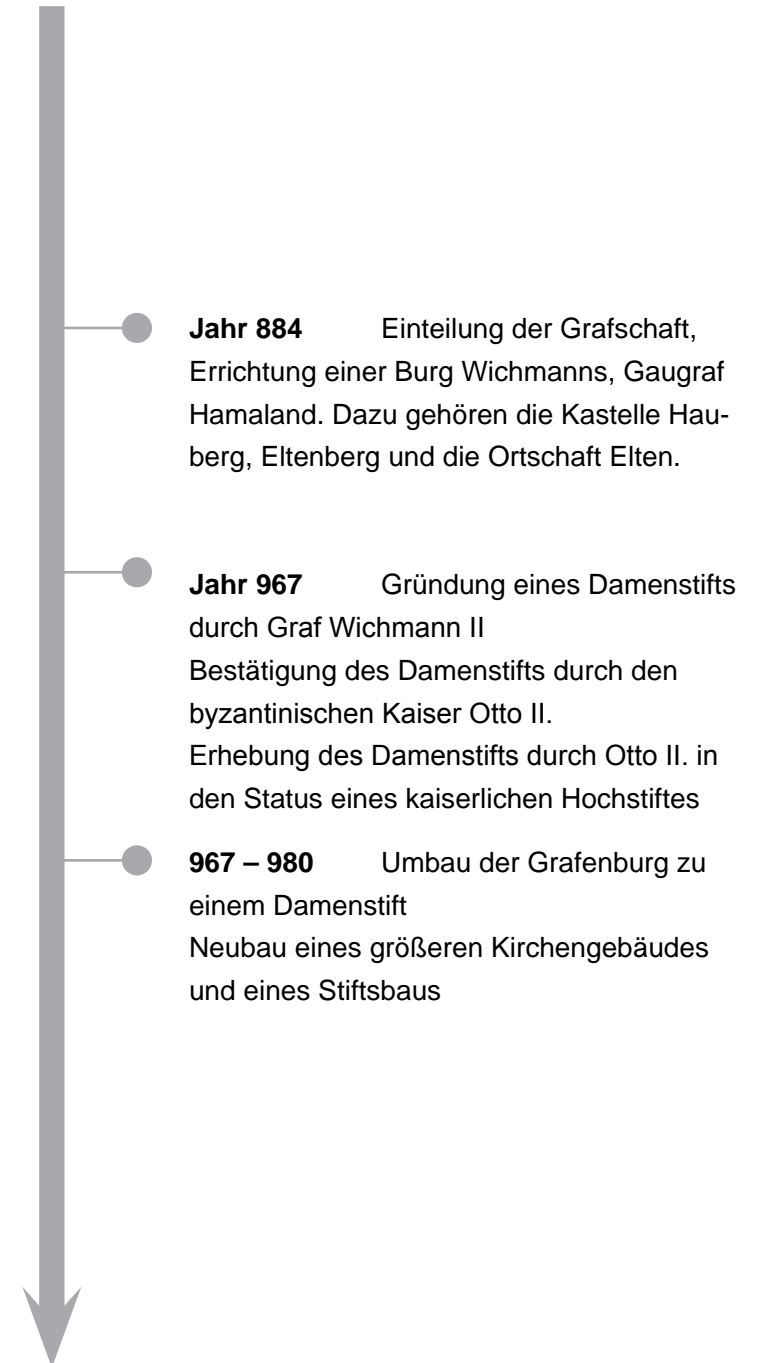 Jahr 884 Einteilung der Grafschaft,
Errichtung einer Burg Wichmanns, Gaugraf
Hamaland. Dazu gehören die Kastelle Hau-
berg, Eltenberg und die Ortschaft Elten.
Jahr 967 Gründung eines Damenstifts
durch Graf Wichmann II
Bestätigung des Damenstifts durch den
byzantinischen Kaiser Otto II.
Erhebung des Damenstifts durch Otto II. in
den Status eines kaiserlichen Hochstiftes
967 – 980 Umbau der Grafenburg zu
einem Damenstift
Neubau eines größeren Kirchengebäudes
und eines Stiftsbaus